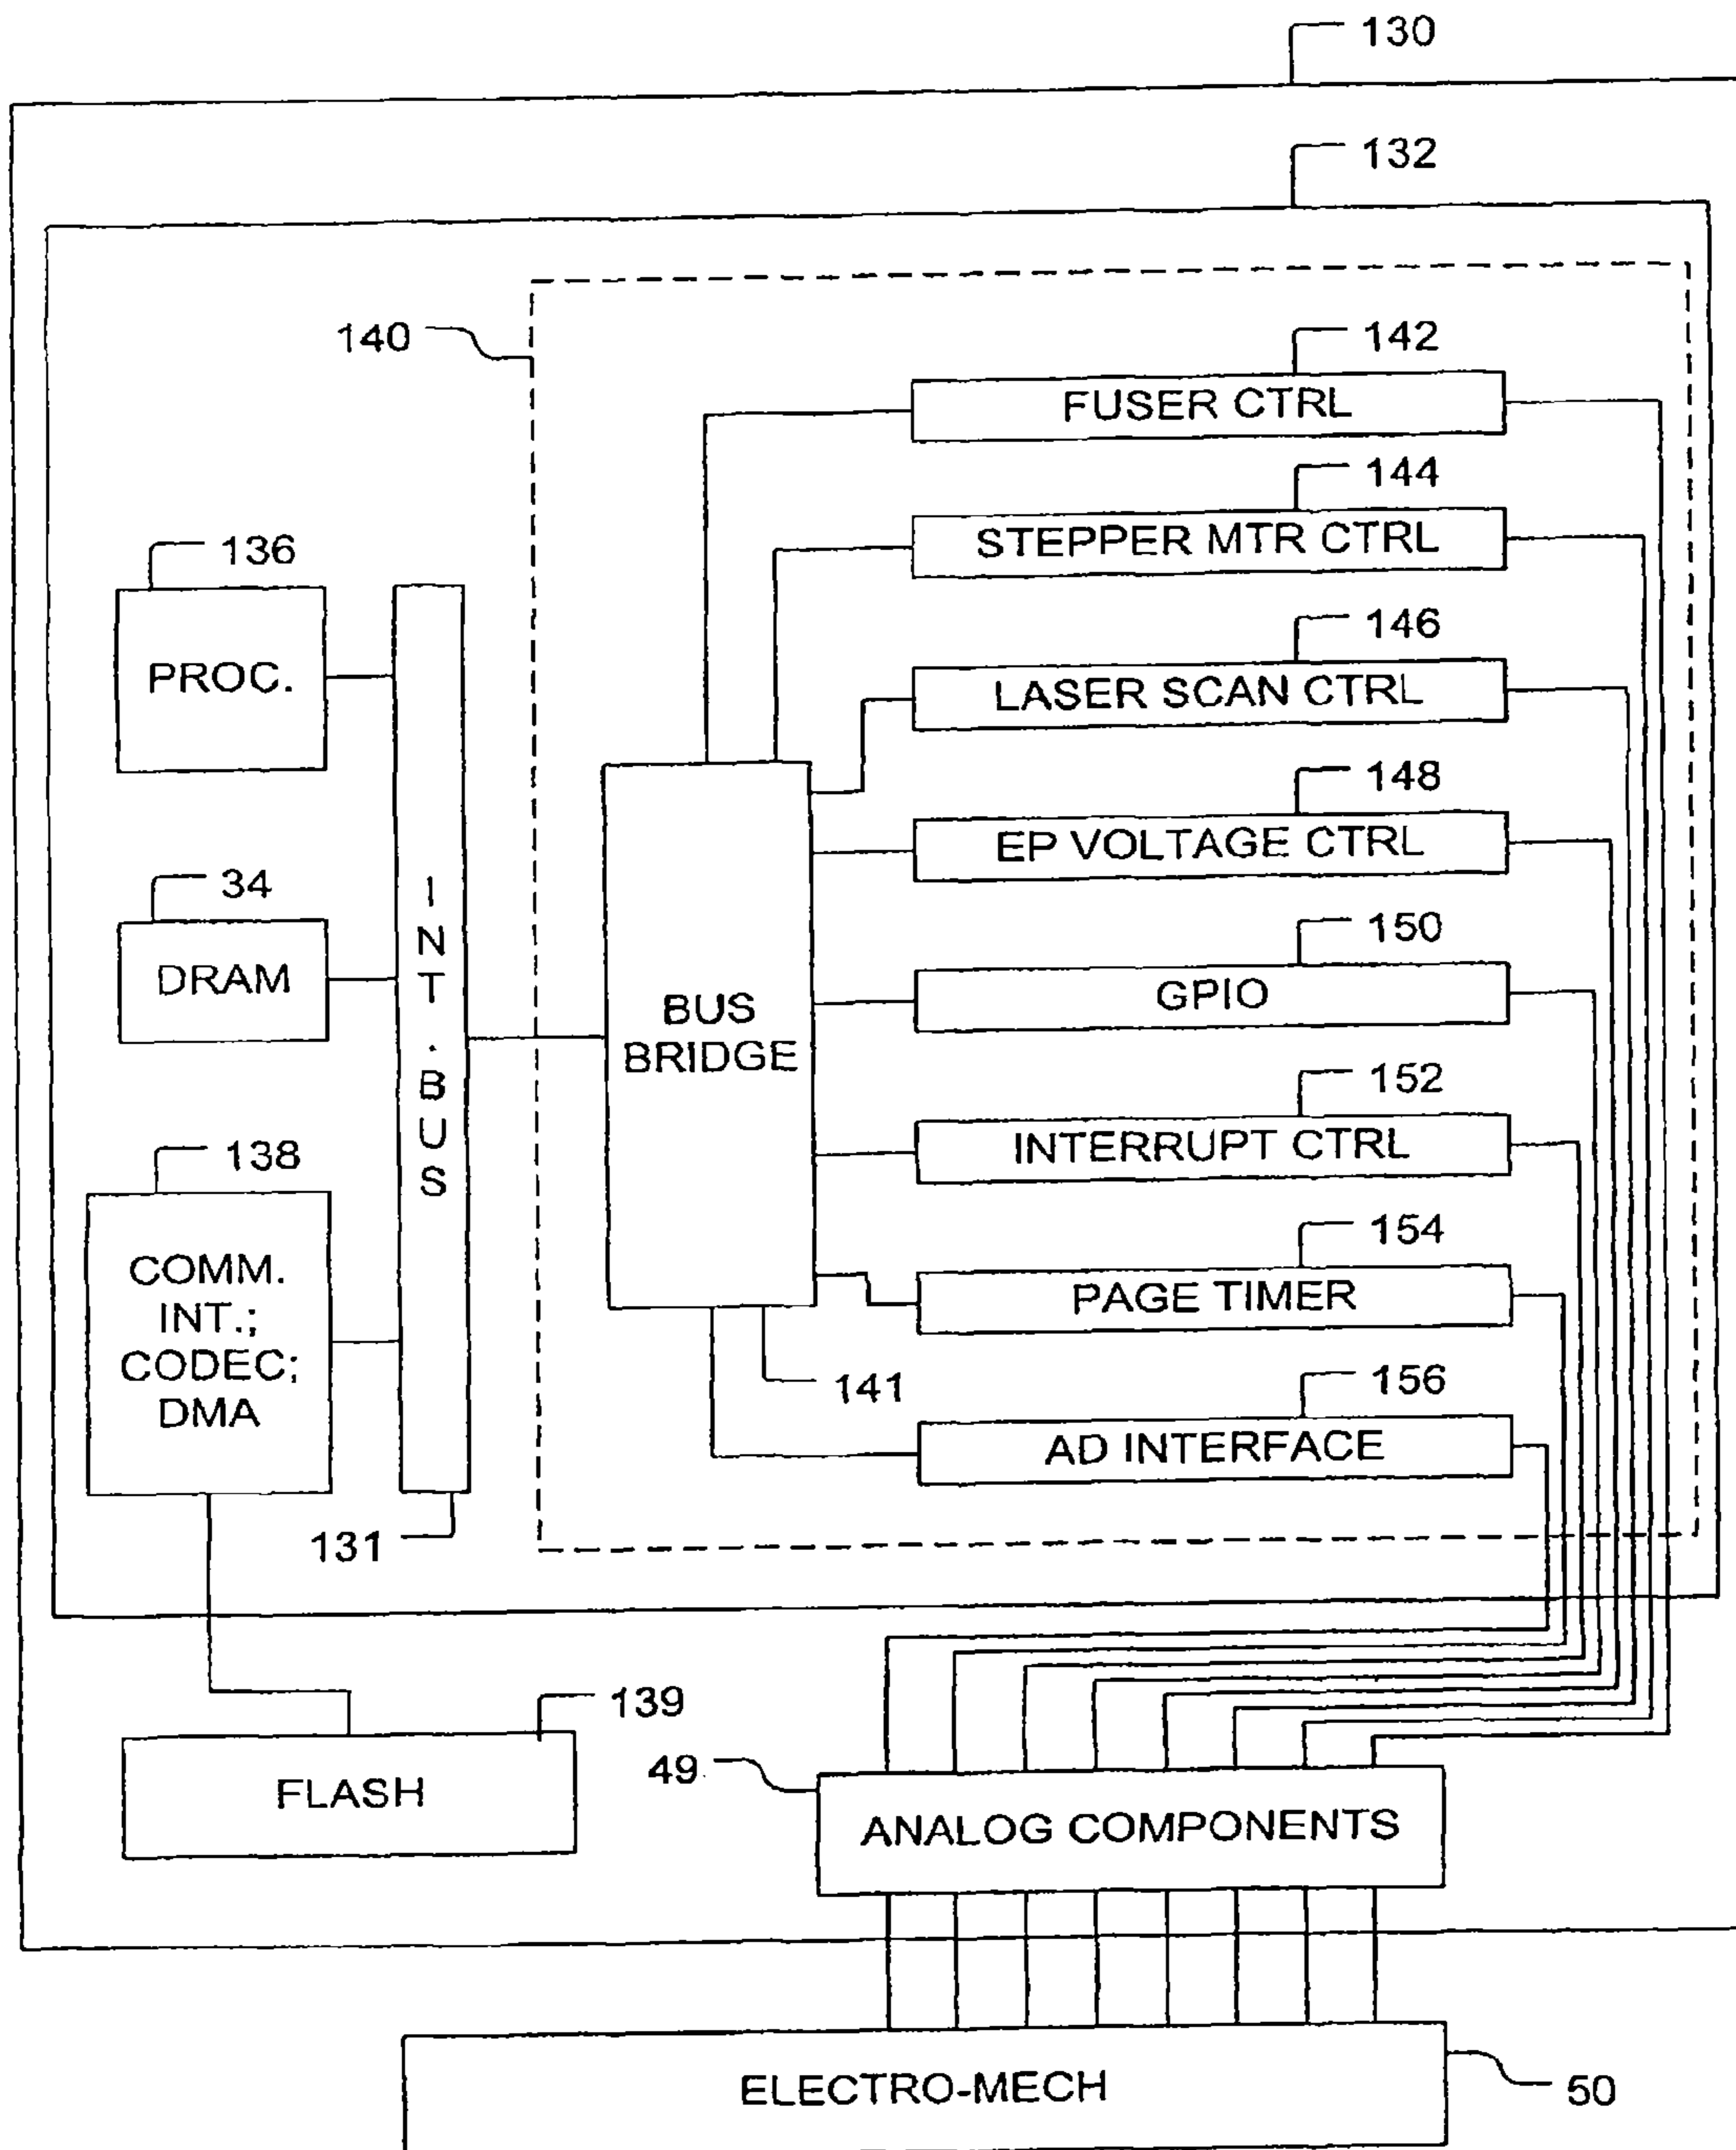 130
132
140
142
FUSER CTRL
144
STEPPER MTR CTRL
136
PROC.
146
LASER SCAN CTRL
148
EP VOLTAGE CTRL
34
DRAM
INT.BUS
BUS
BRIDGE
150
GPIO
152
INTERRUPT CTRL
138
COMM.
INT.;
CODEC;
DMA
154
PAGE TIMER
141
156
AD INTERFACE
131
139
FLASH
49
ANALOG COMPONENTS
ELECTRO-MECH
50